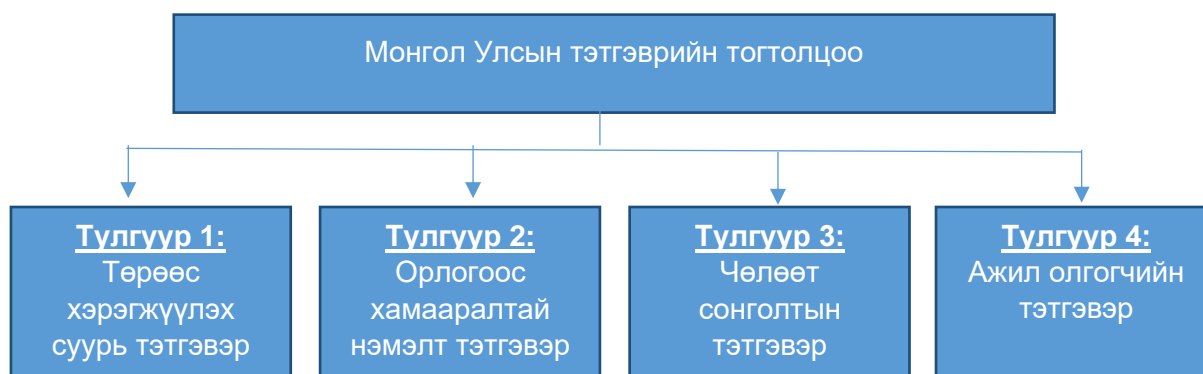 Монгол Улсын тэтгэврийн тогтолцоо
Тулгуур 1:
Төрөөс
хэрэгжүүлэх
суурь тэтгэвэр
Тулгуур 2:
Орлогоос
хамааралтай
нэмэлт тэтгэвэр
Тулгуур 3:
Чөлөөт
сонголтын
тэтгэвэр
Тулгуур 4:
Ажил олгогчийн
тэтгэвэр